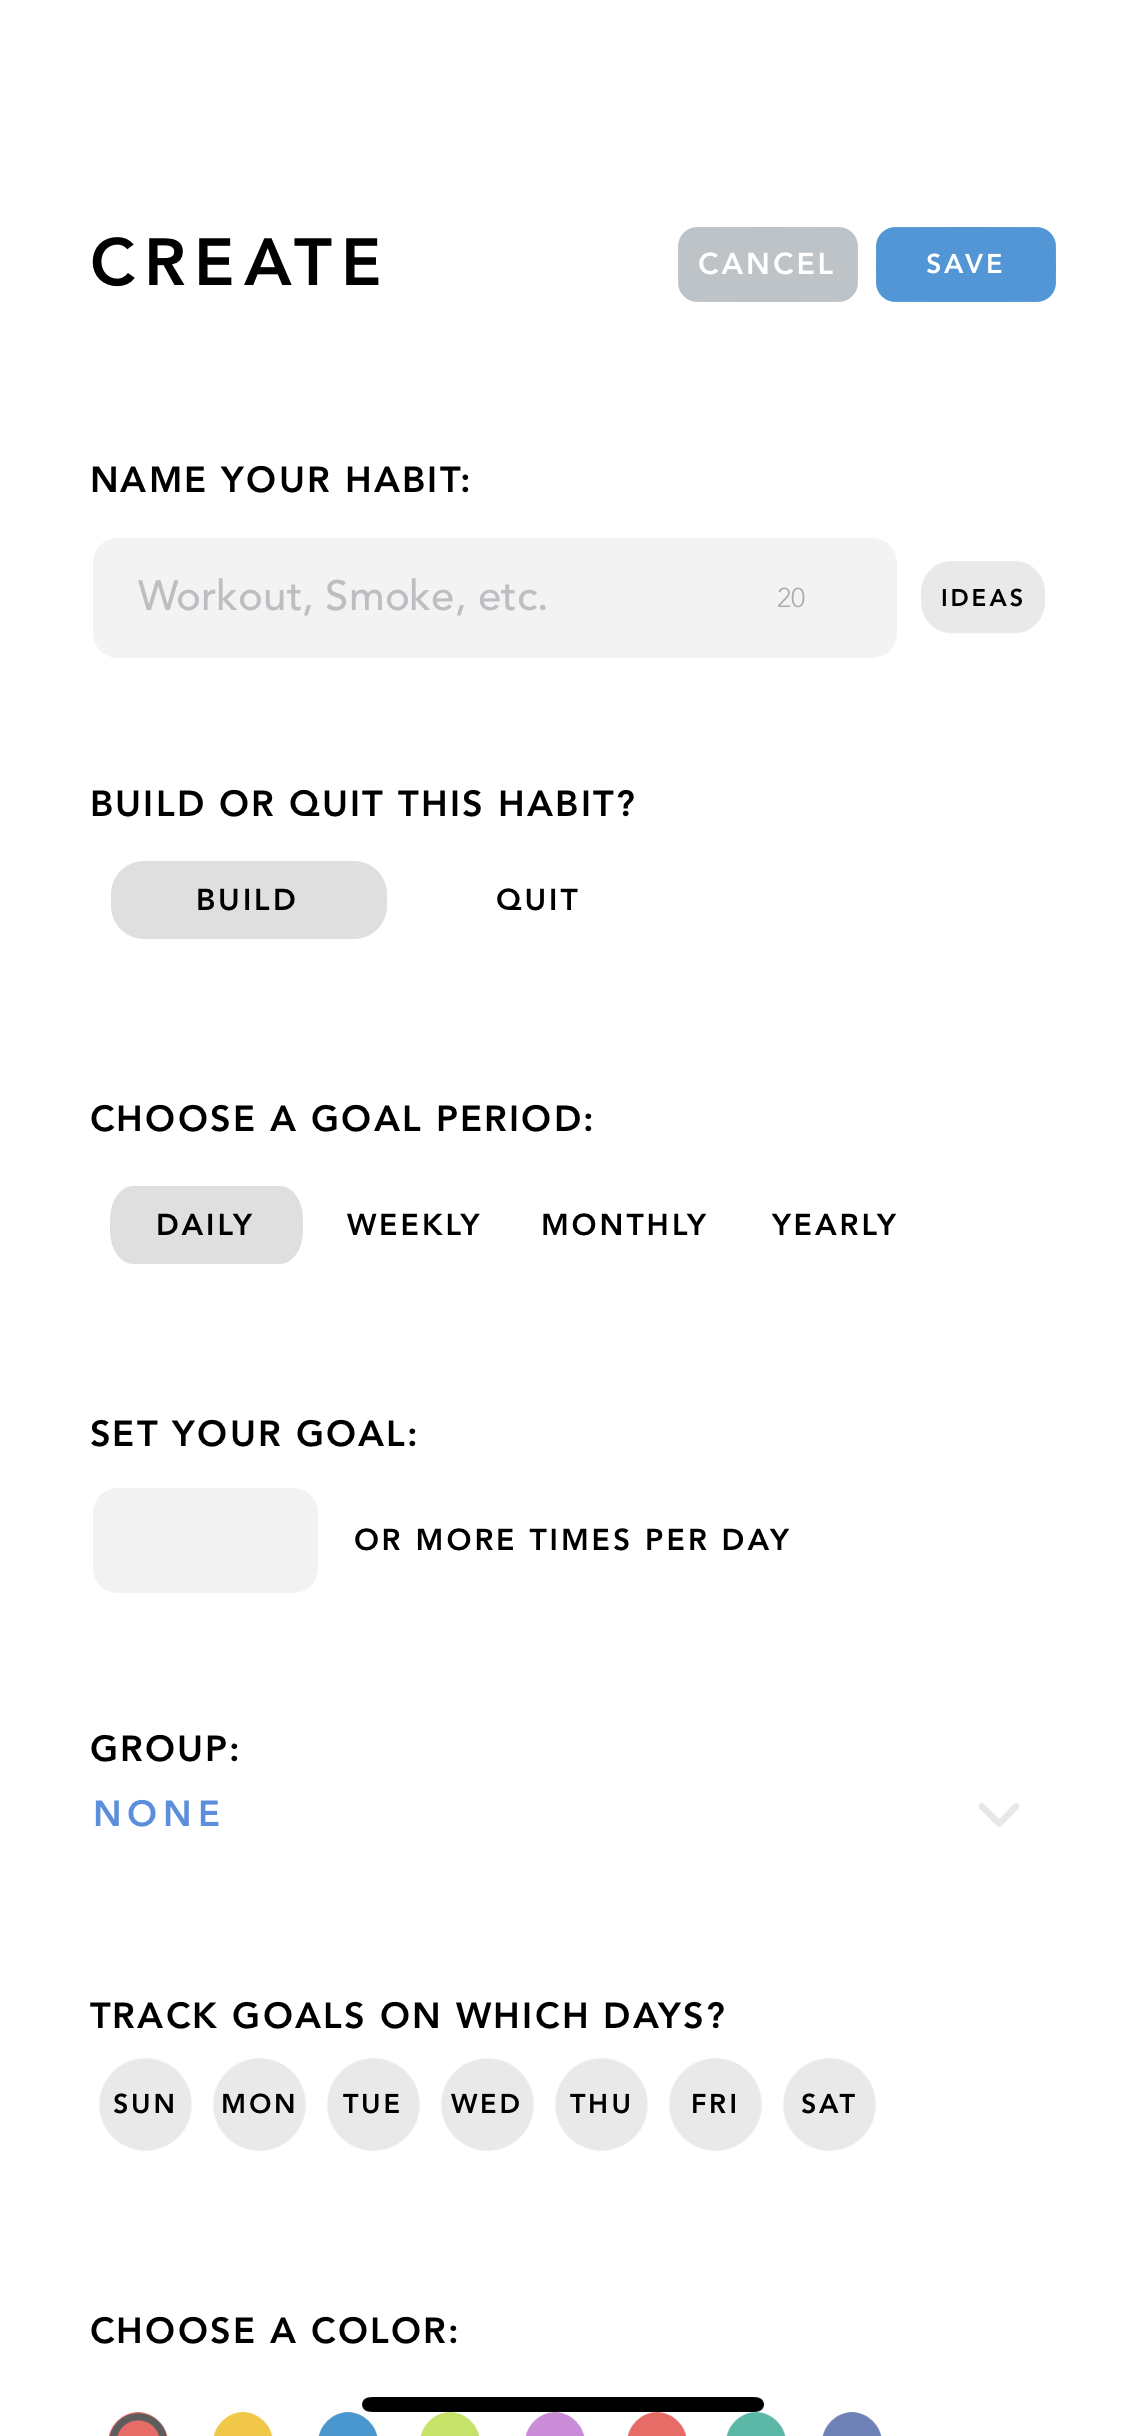 CREATE CANCEL SAVE
NAME YOUR HABIT:
Workout, Smoke, etc. 20 IDEAS
BUILD OR QUIT THIS HABIT?
BUILD QUIT
CHOOSE A GOAL PERIOD:
DAILY WEEKLY MONTHLY YEARLY
SET YOUR GOAL:
OR MORE TIMES PER DAY
GROUP:
NONE
TRACK GOALS ON WHICH DAYS?
SUN MON TUE WED THU FRI SAT
CHOOSE A COLOR: